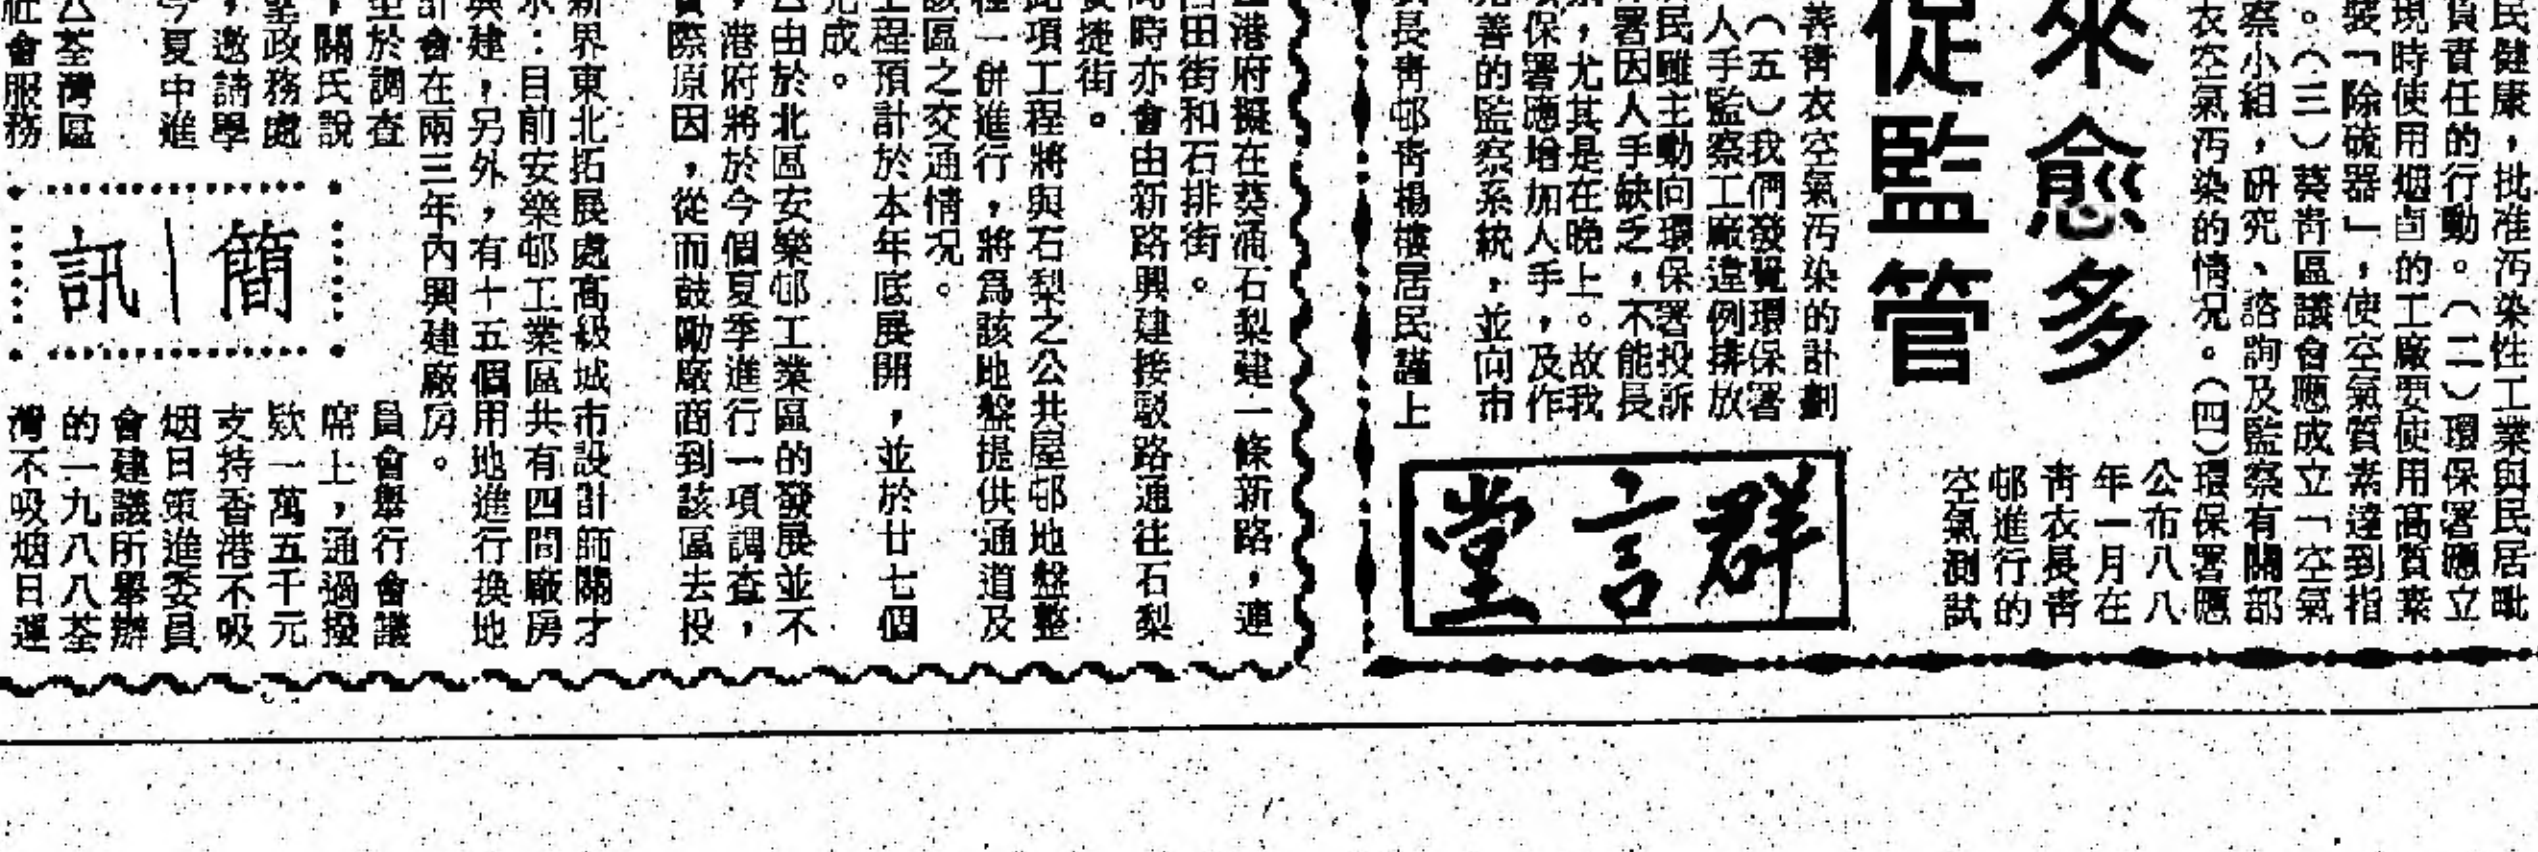 來愈多
從監管
民健康，批准污染性工業與民居毗
負責任的行動。（二）環保署應立
現時使用烟囱的工廠要使用高質素
裝「除硫器」，使空氣質素達到指
。（三）葵青區議會應成立「空氣
察小組，研究、諮詢及監察有關部
衣空氣污染的情況。（四）環保署應
公布八八
年一月在
青衣長青
邨進行的
空氣測試
善青衣空氣污染的計劃
（五）我們發覺環保署
人手監察工廠違例排放
民雖主動向環保署投訴
署因人手缺乏，不能長
，尤其是在晚上。故我
保署應增加人手，及作
善的監察系統，並向市
長青邨青楊樓居民謹上
群言堂
港府擬在葵涌石梨建一條新路，連
田街和石排街。
時亦會由新路興建接駁路通往石梨
捷街。
項工程將與石梨之公共屋邨地盤整
程一併進行，將爲該地盤提供通道及
該區之交通情况。
工程預計於本年底展開，並於廿七個
完成。
由於北區安樂邨工業區的發展並不
，港府將於今個夏季進行一項調查，
實際原因，從而鼓勵廠商到該區去投
新界東北拓展處高級城市設計師關才
：目前安樂邨工業區共有四間廠房
興建，另外，有十五個用地進行換地
計會在兩三年內興建廠房。
至於調查
，關氏說
政務處
，邀請學
今夏中進
簡訊
△荃灣區
社會服務
員會舉行會議
席上，通過撥
欵一萬五千元
支持香港不吸
烟日策進委員
會建議所舉辦
的一九八八荃
灣不吸烟日運